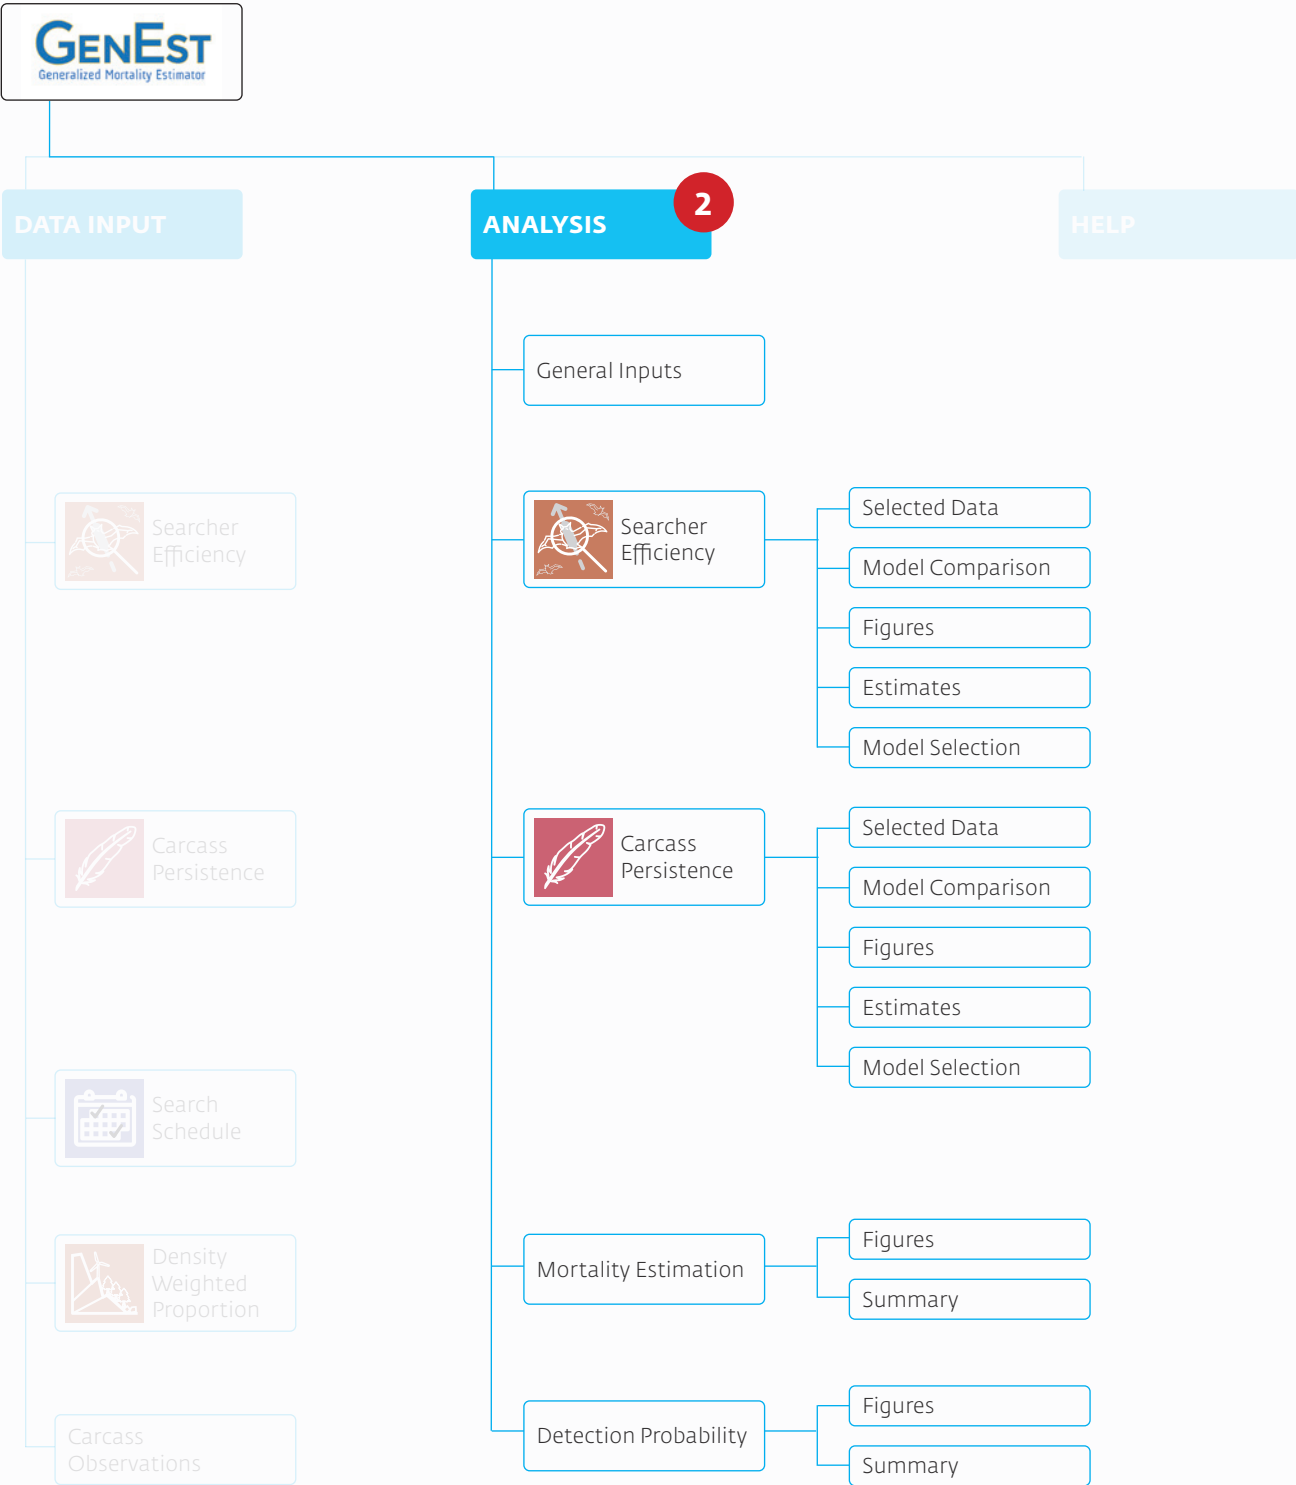 GENEST
Generalized Mortality Estimator
DATA INPUT
ANALYSIS
2
HELP
General Inputs
Searcher
Efficiency
Searcher
Efficiency
Selected Data
Model Comparison
Figures
Estimates
Model Selection
Carcass
Persistence
Carcass
Persistence
Selected Data
Model Comparison
Figures
Estimates
Model Selection
Search
Schedule
Density
Weighted
Proportion
Mortality Estimation
Figures
Summary
Carcass
Observations
Detection Probability
Figures
Summary